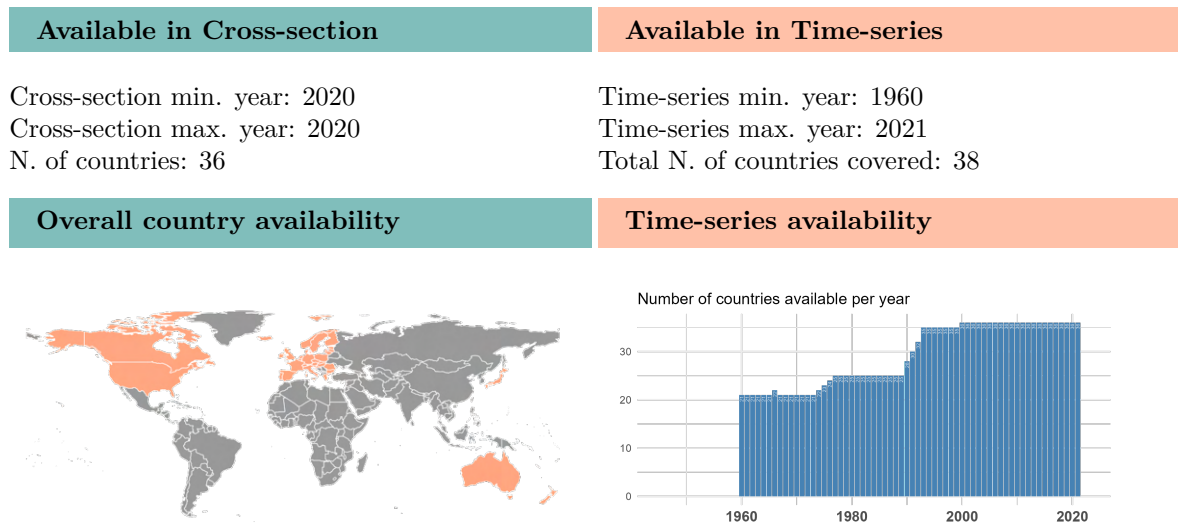 Available in Cross-section
Available in Time-series
Cross-section min. year: 2020
Cross-section max. year: 2020
N. of countries: 36
Time-series min. year: 1960
Time-series max. year: 2021
Total N. of countries covered: 38
Overall country availability
Time-series availability
Number of countries available per year
30
20
10
0
1960 1980 2000 2020